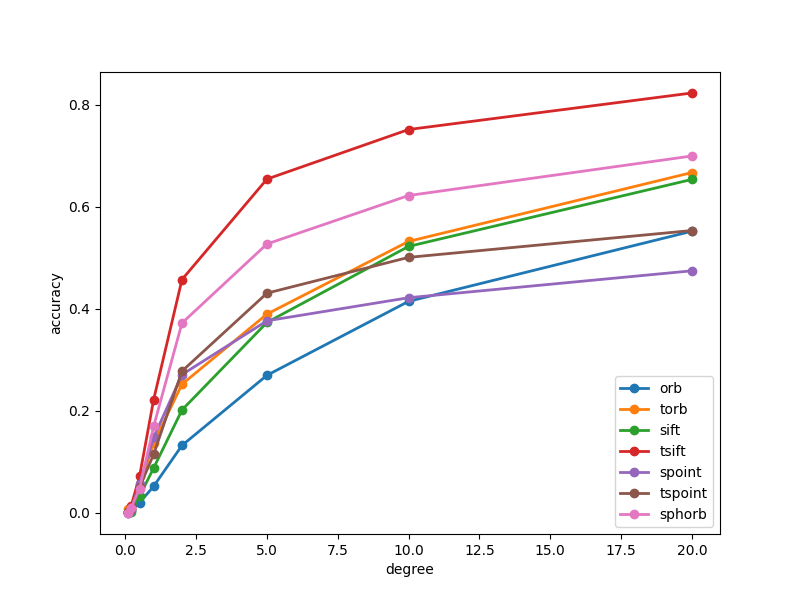 0.8
0.6
0.4
0.2
0.0
accuracy
0.0 2.5 5.0 7.5 10.0 12.5 15.0 17.5 20.0
degree
orb
torb
sift
tsift
spoint
tspoint
sphorb